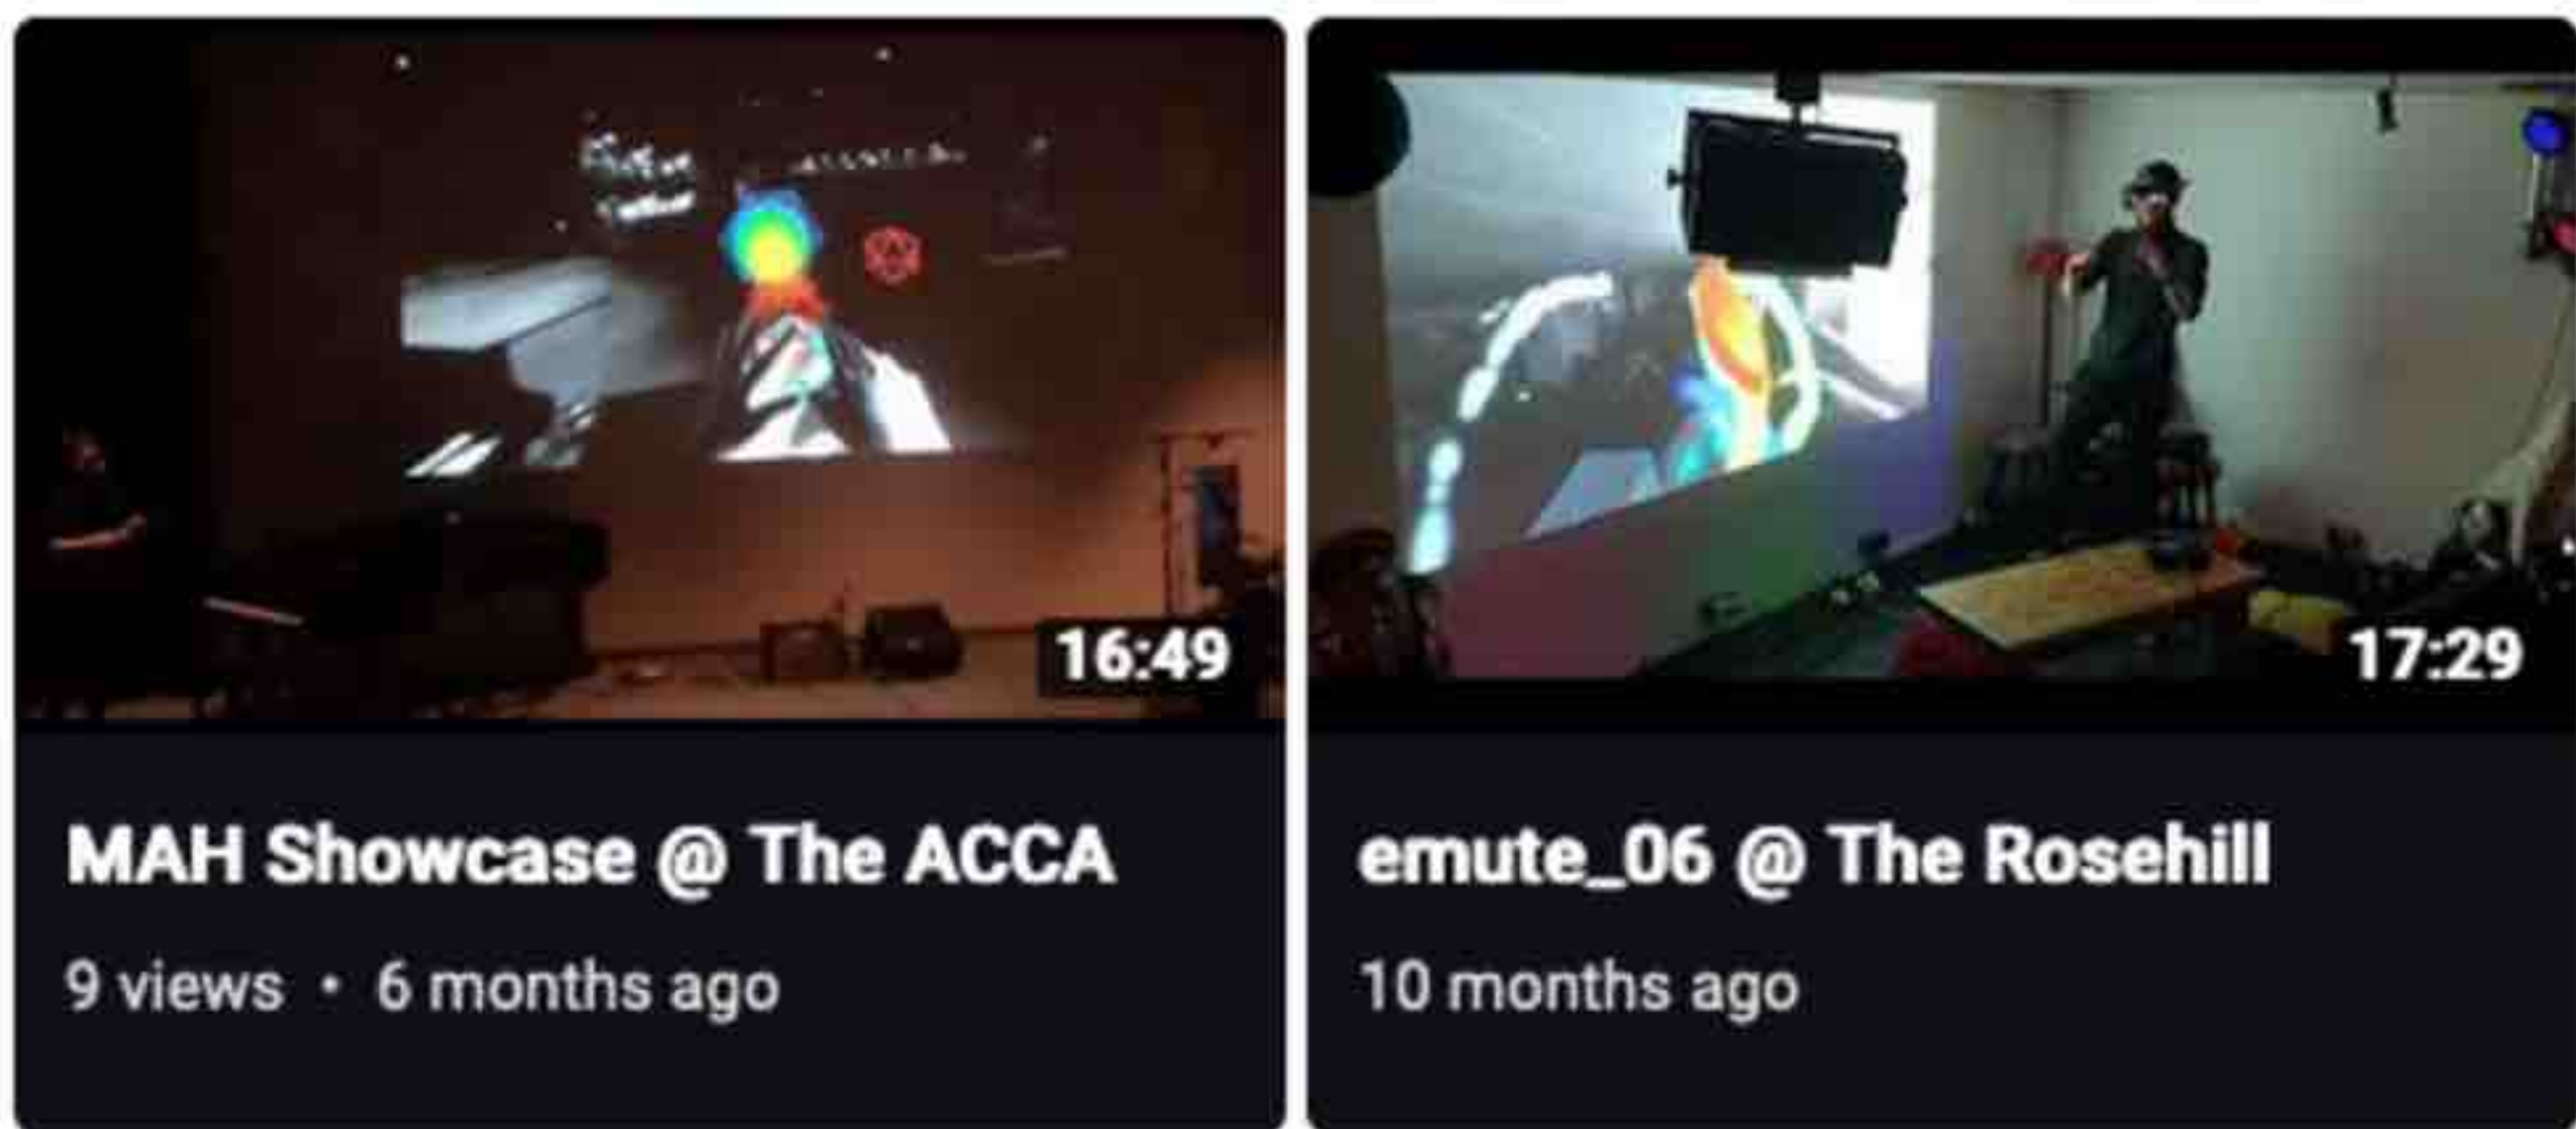 16:49
17:29
MAH Showcase @ The ACCA
9 views • 6 months ago
emute_06 @ The Rosehill
10 months ago